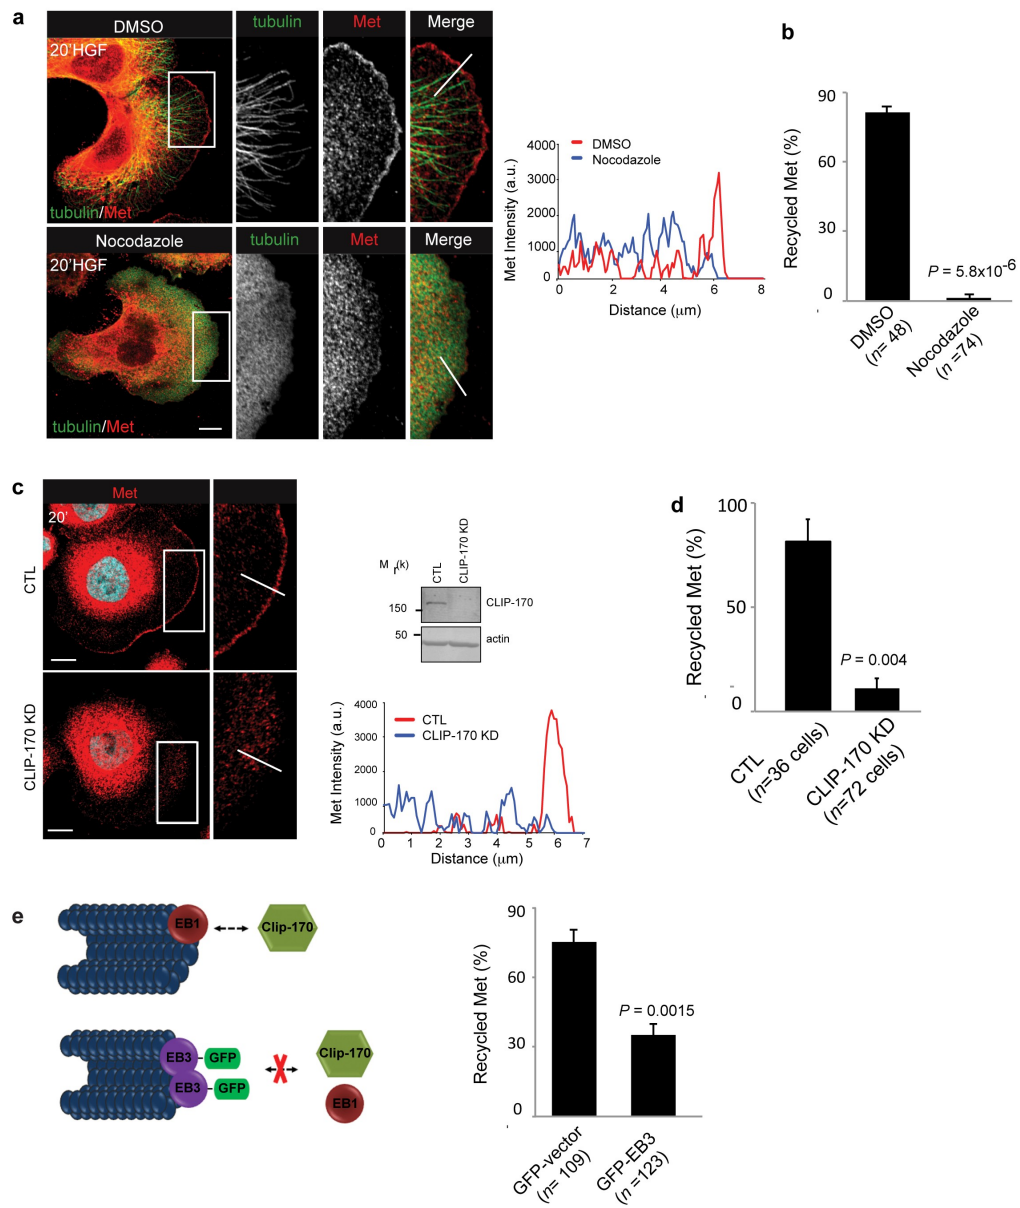 a
DMSO
tubulin
Met
Merge
20'HGF
tubulin/Met
Nocodazole
tubulin
Met
Merge
20'HGF
tubulin/Met
DMSO
Nocodazole
Met Intensity (a.u.)
4000
3000
2000
1000
0
0 2 4 6 8
Distance (μm)
b
Recycled Met (%)
90
60
30
0
P = 5.8x10-6
DMSO
(n= 48)
Nocodazole
(n =74)
c
Met
20'
CTL
CLIP-170 KD
M r(k)
CTL
CLIP-170 KD
150
CLIP-170
50
actin
CTL
CLIP-170 KD
Met Intensity (a.u.)
4000
3000
2000
1000
0
0 1 2 3 4 5 6 7
Distance (μm)
d
Recycled Met (%)
100
50
0
P = 0.004
CTL
(n=36 cells)
CLIP-170 KD
(n=72 cells)
e
EB1
Clip-170
EB3
GFP
EB3
GFP
Clip-170
EB1
Recycled Met (%)
90
60
30
0
P = 0.0015
GFP-vector
(n= 109)
GFP-EB3
(n =123)